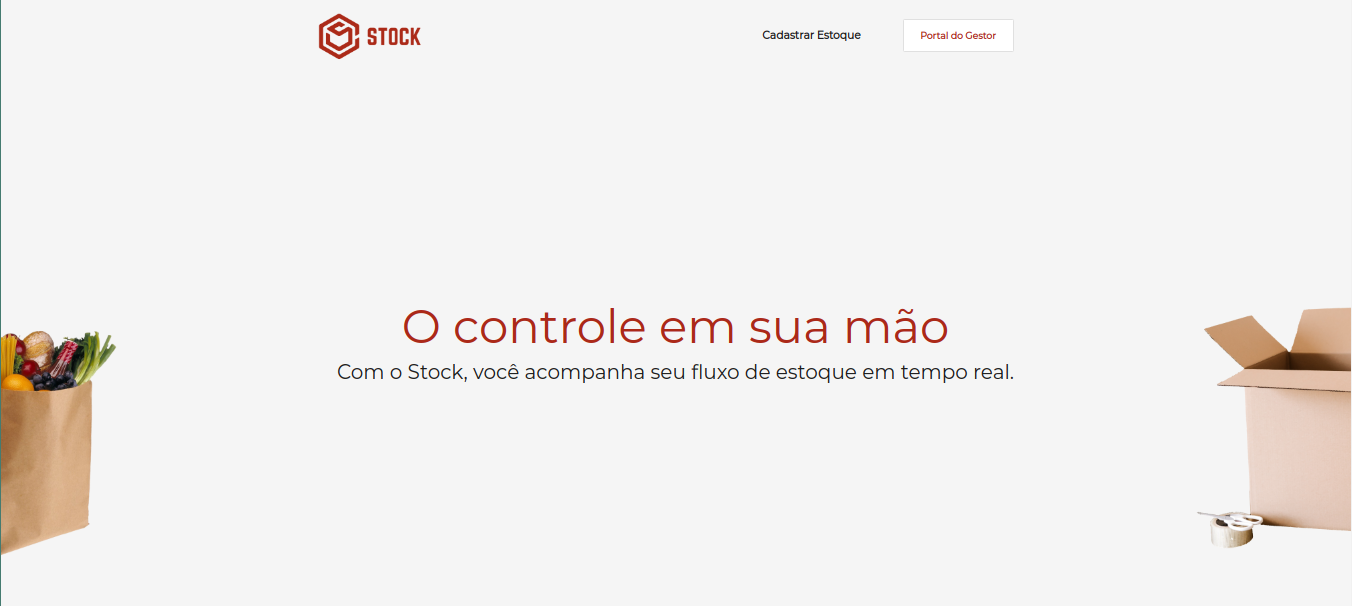 STOCK
Cadastrar Estoque
Portal do Gestor
O controle em sua mão
Com o Stock, você acompanha seu fluxo de estoque em tempo real.